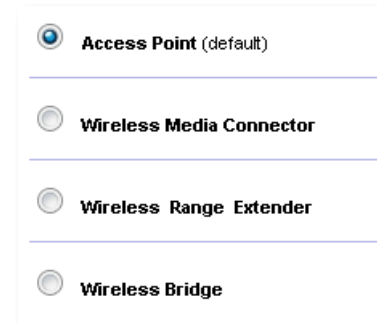 Access Point (default)
Wireless Media Connector
Wireless Range Extender
Wireless Bridge